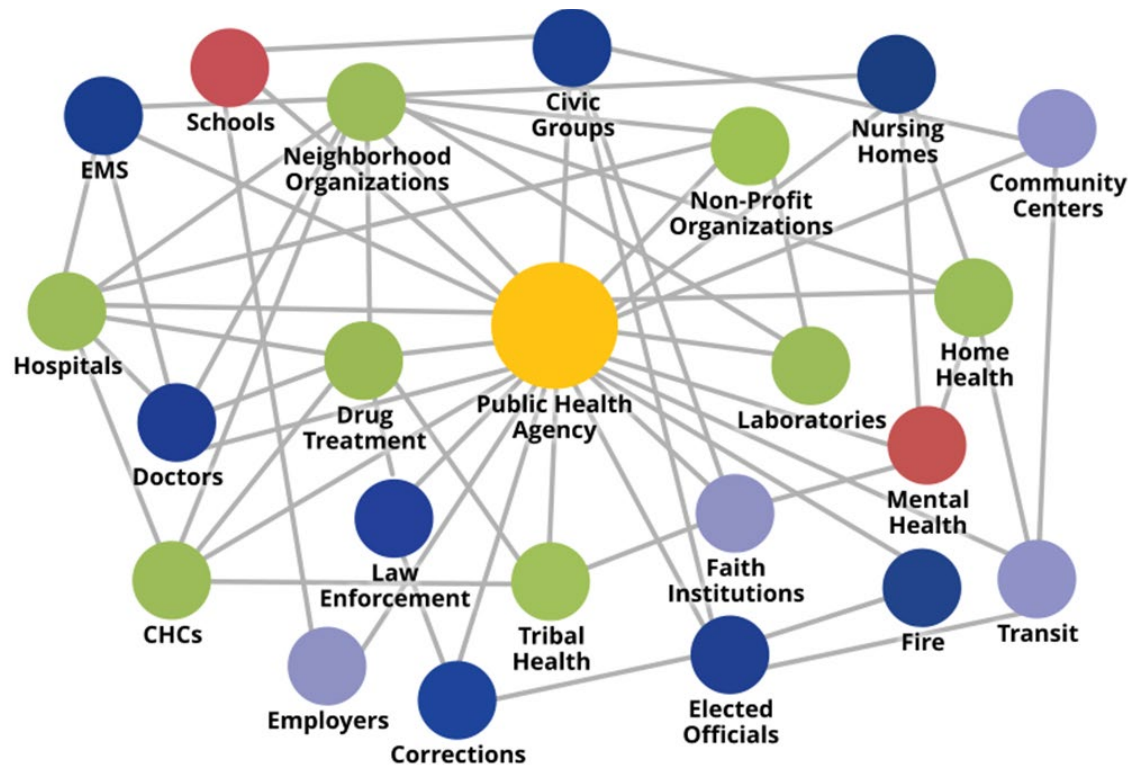 Schools
Civic
Groups
EMS
Neighborhood
Organizations
Nursing
Homes
Community
Centers
Non-Profit
Organizations
Hospitals
Drug
Treatment
Public Health
Agency
Laboratories
Home
Health
Doctors
Mental
Health
Law
Enforcement
Faith
Institutions
CHCs
Tribal
Health
Fire
Transit
Employers
Corrections
Elected
Officials